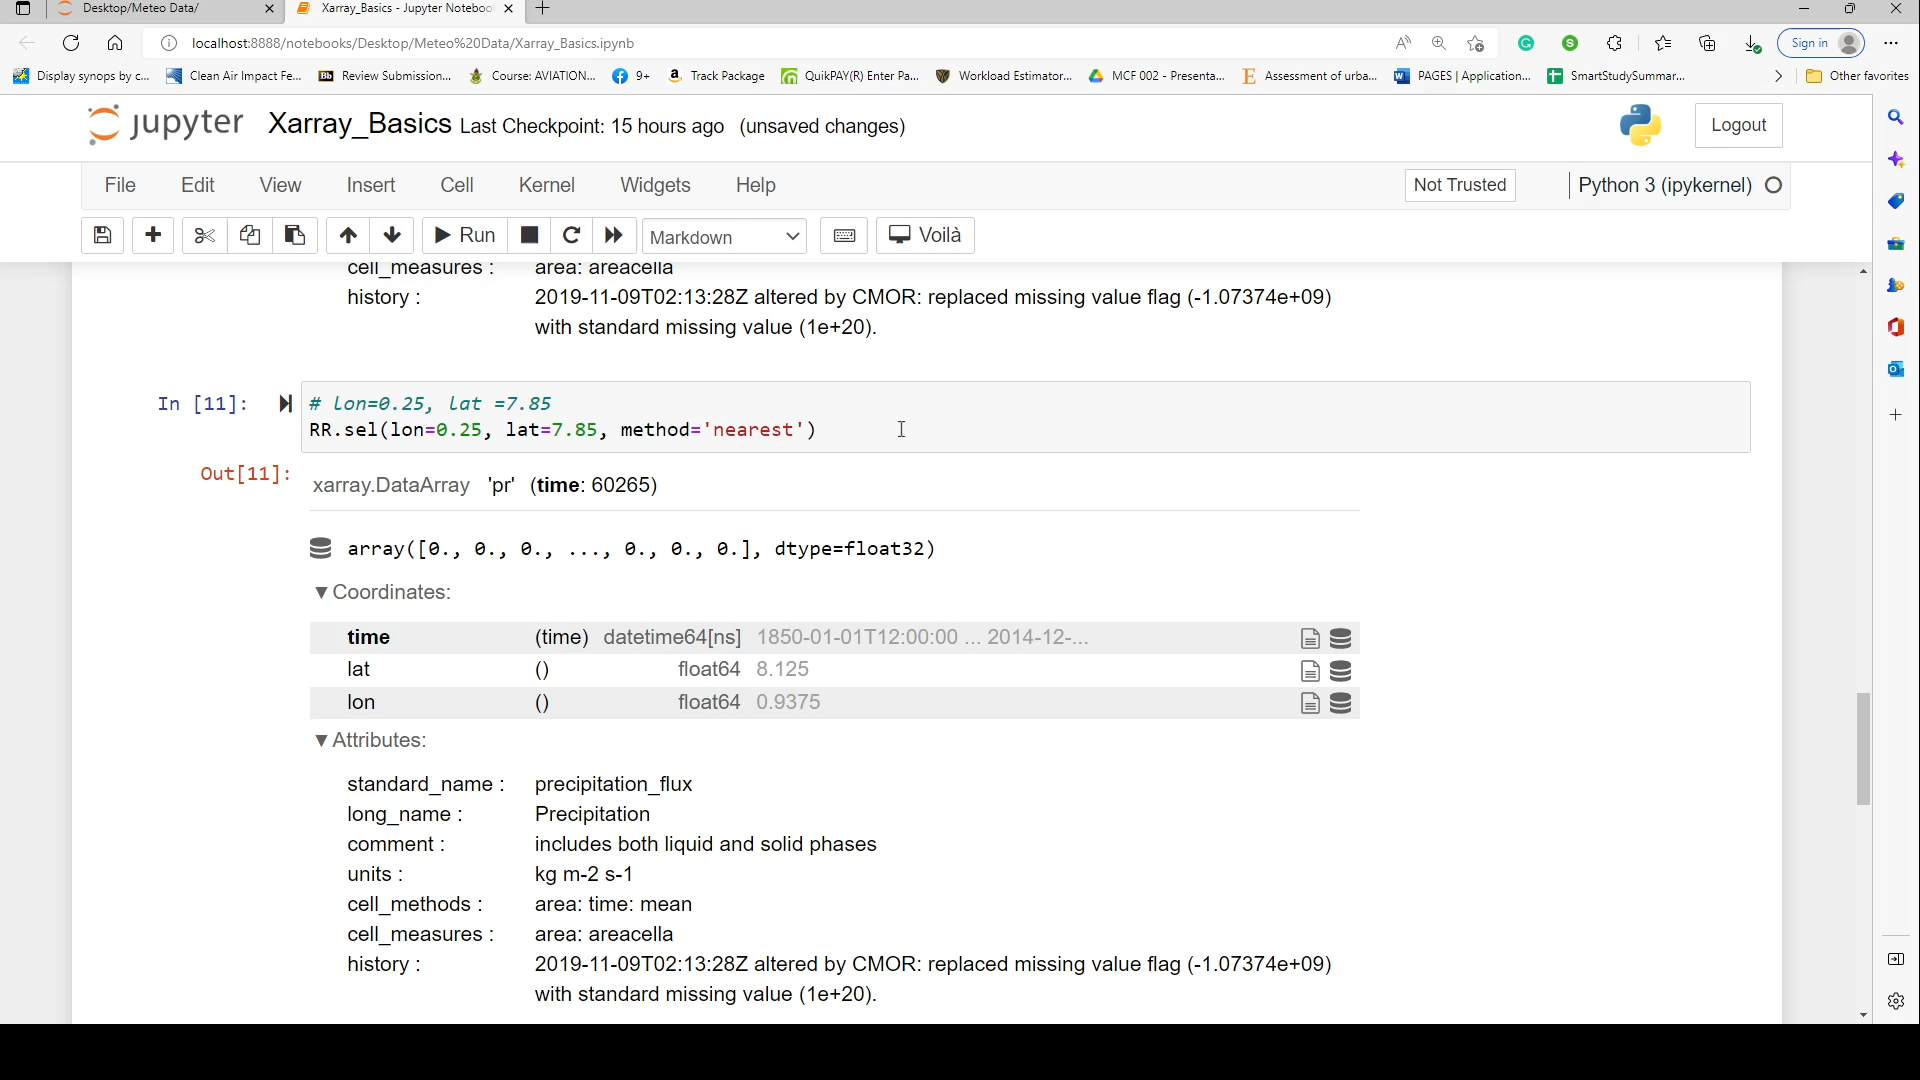 Desktop/Meteo Data/
Xarray_Basics - Jupyter Noteboo
localhost:8888/notebooks/Desktop/Meteo%20Data/Xarray_Basics.ipynb
Sign in
Display synops by c...
Clean Air Impact Fe...
Bb Review Submission...
Course: AVIATION...
9+
Track Package
QuikPAY(R) Enter Pa...
Workload Estimator...
MCF 002 - Presenta...
Assessment of urba...
PAGES | Application...
SmartStudySummar...
Other favorites
jupyter Xarray_Basics Last Checkpoint: 15 hours ago (unsaved changes)
Logout
File Edit View Insert Cell Kernel Widgets Help
Not Trusted
Python 3 (ipykernel)
Run
Markdown
Voilà
cell_measures : area: areacella
history : 2019-11-09T02:13:28Z altered by CMOR: replaced missing value flag (-1.07374e+09)
with standard missing value (1e+20).
In [11]: # lon=0.25, lat =7.85
RR.sel(lon=0.25, lat=7.85, method='nearest')
Out[11]:
xarray.DataArray 'pr' (time: 60265)
array([0., 0., 0., ..., 0., 0., 0.], dtype=float32)
▼ Coordinates:
time (time) datetime64[ns] 1850-01-01T12:00:00 ... 2014-12-...
lat () float64 8.125
lon () float64 0.9375
▼ Attributes:
standard_name : precipitation_flux
long_name : Precipitation
comment : includes both liquid and solid phases
units : kg m-2 s-1
cell_methods : area: time: mean
cell_measures : area: areacella
history : 2019-11-09T02:13:28Z altered by CMOR: replaced missing value flag (-1.07374e+09)
with standard missing value (1e+20).